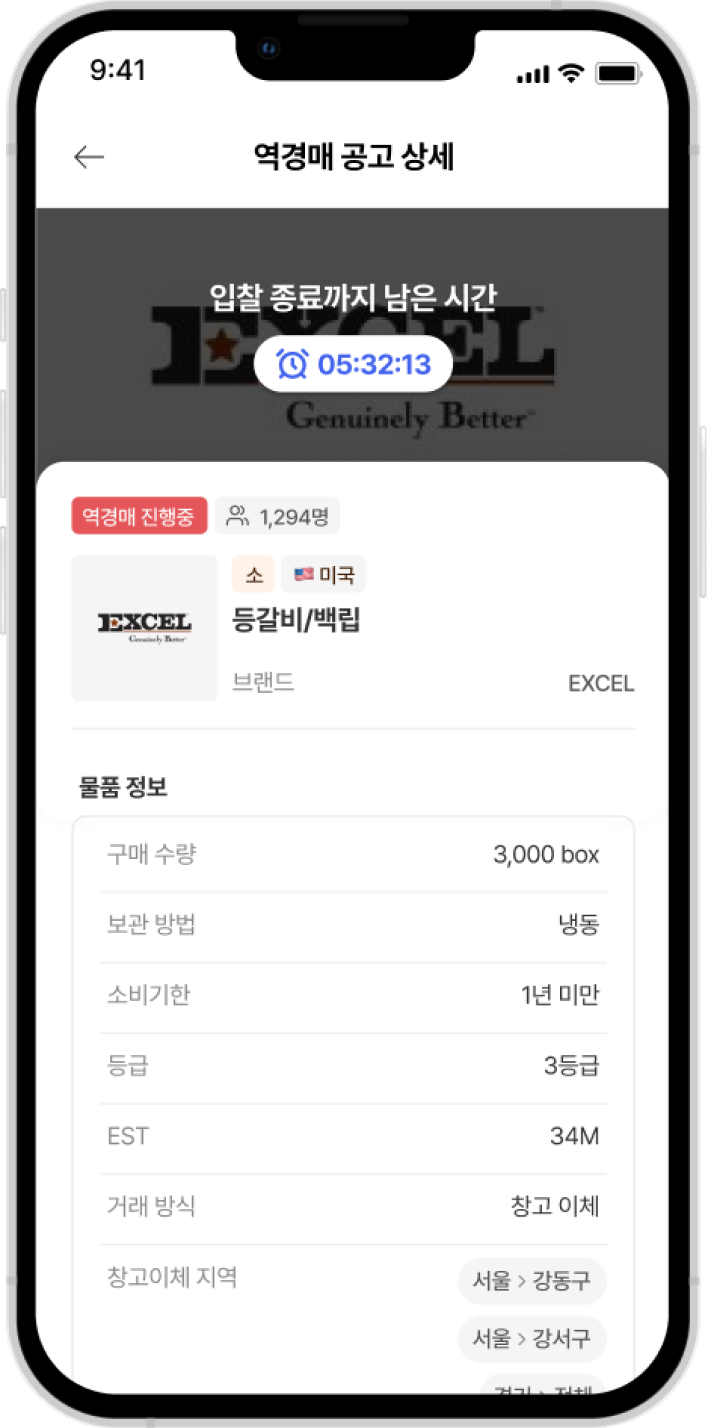 9:41
역경매 공고 상세
입찰 종료까지 남은 시간
EXCEL
05:32:13
Genuinely Better
역경매 진행중 1,294명
소 미국
EXCEL
Genuinely Better
등갈비/백립
브랜드 EXCEL
물품 정보
구매 수량 3,000 box
보관 방법 냉동
소비기한 1년 미만
등급 3등급
EST 34M
거래 방식 창고 이체
창고이체 지역 서울 > 강동구
서울 > 강서구
경기 > 전체